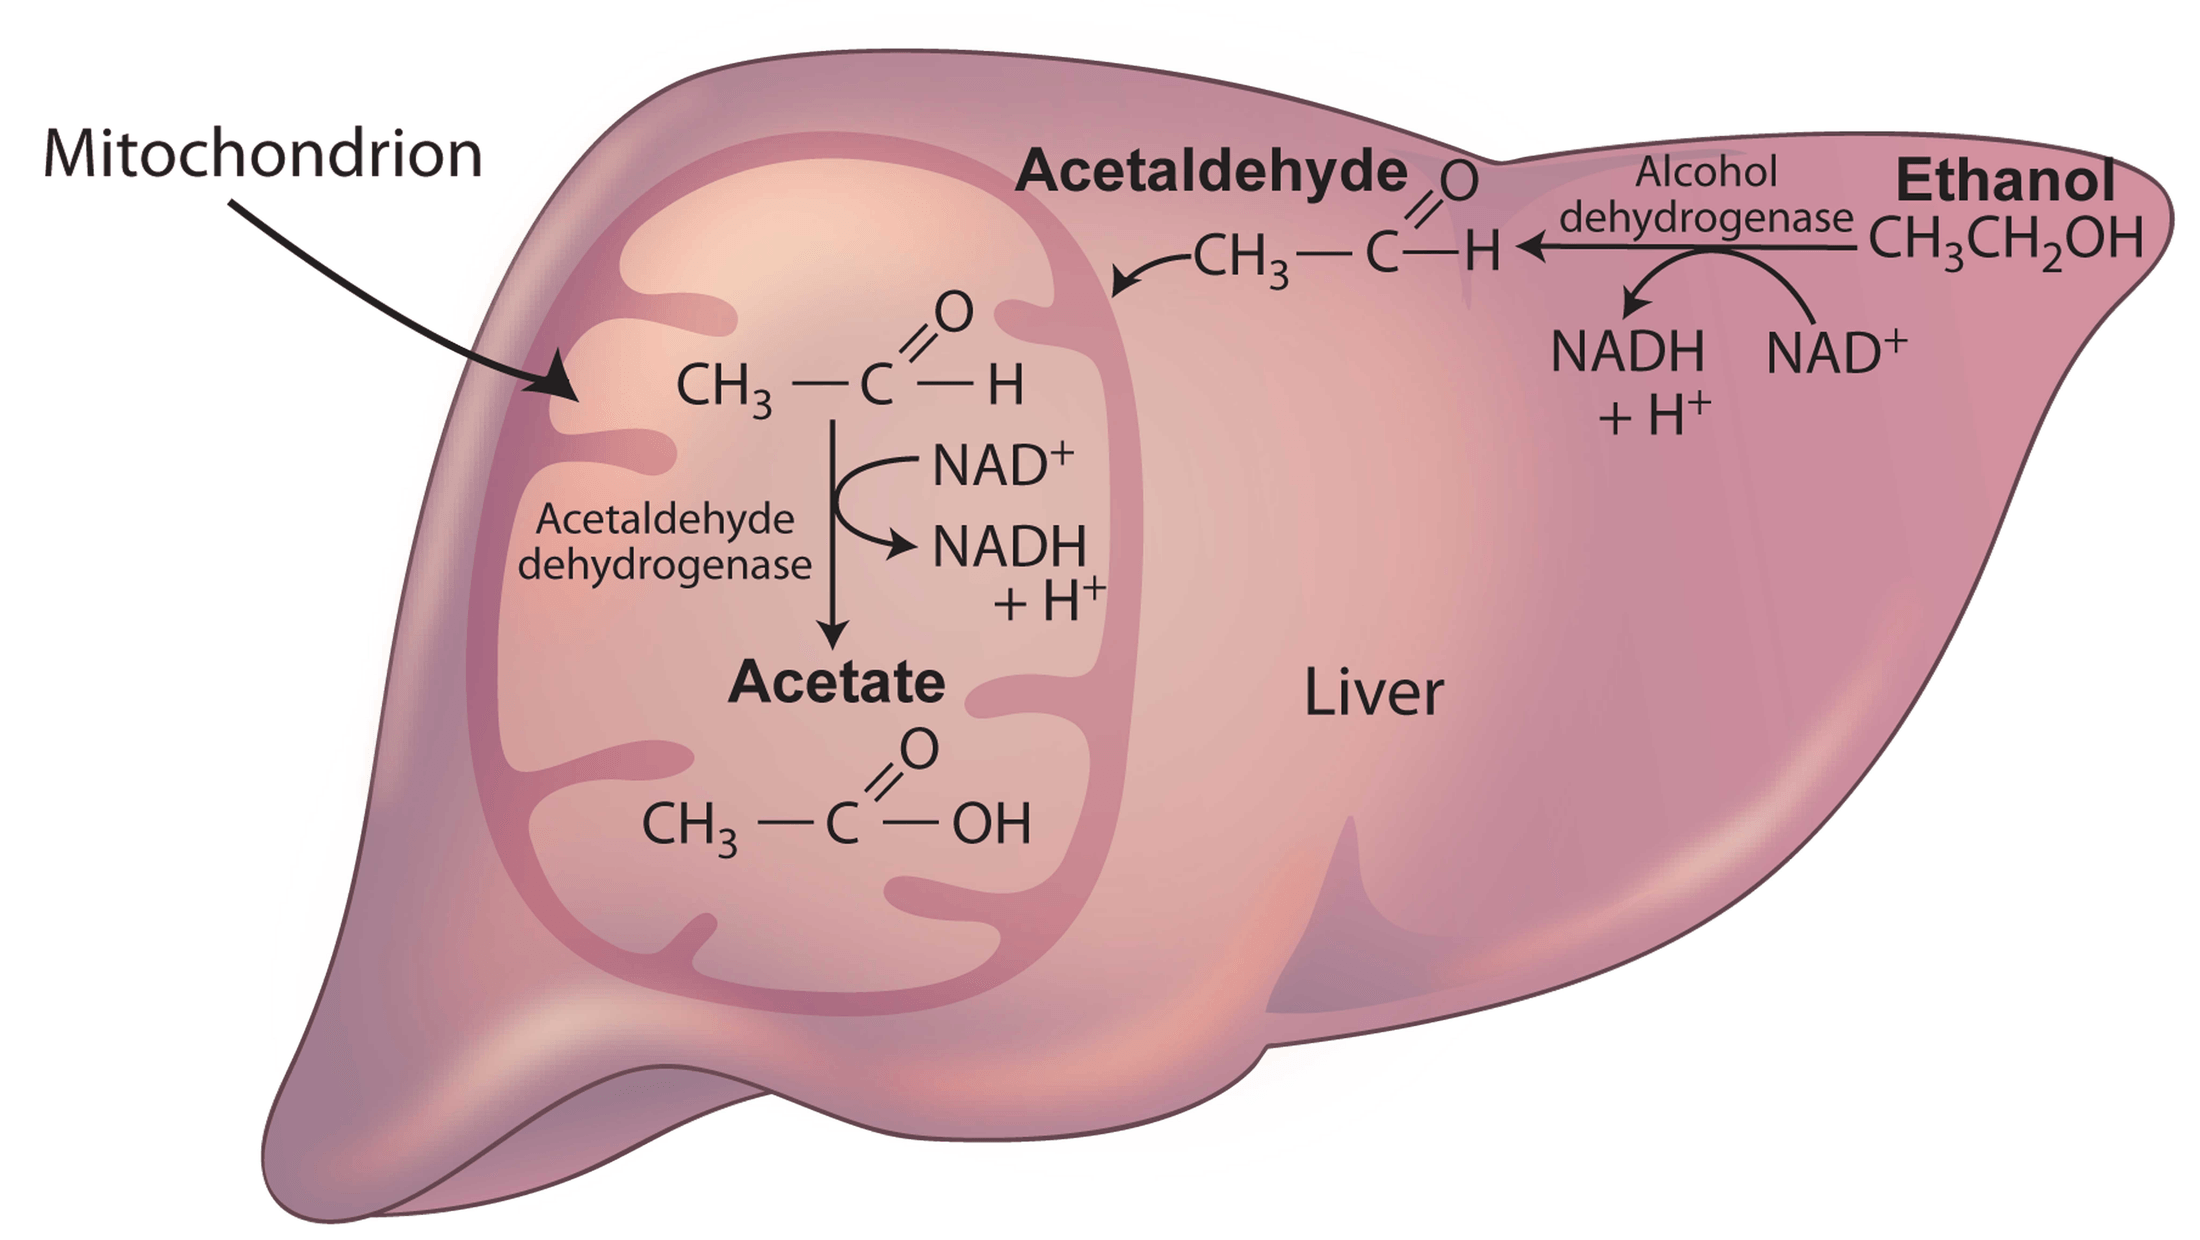 Mitochondrion
Acetaldehyde
O
CH₃ — C — H
Alcohol
dehydrogenase
Ethanol
CH₃CH₂OH
NADH
+ H⁺
NAD⁺
O
CH₃ — C — H
NAD⁺
Acetaldehyde
dehydrogenase
NADH
+ H⁺
Acetate
O
CH₃ — C — OH
Liver